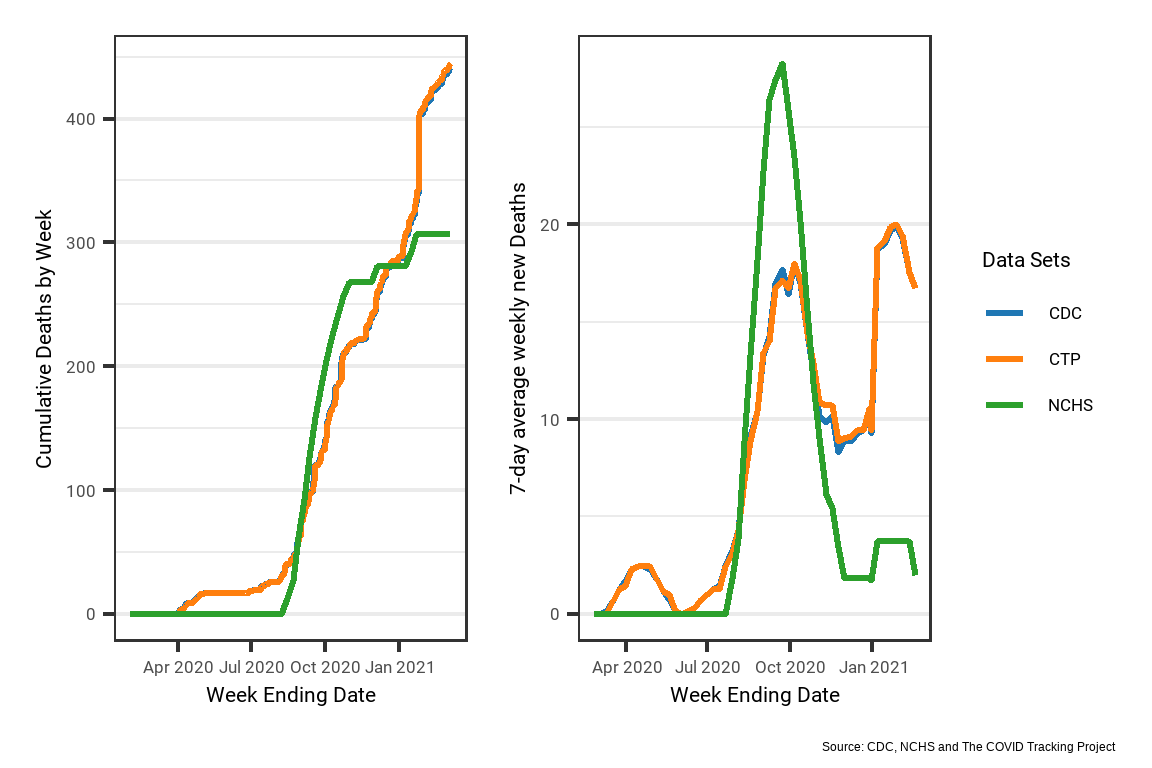 Cumulative Deaths by Week
400
300
200
100
0
Apr 2020 Jul 2020 Oct 2020 Jan 2021
Week Ending Date
7-day average weekly new Deaths
20
10
0
Apr 2020 Jul 2020 Oct 2020 Jan 2021
Week Ending Date
Data Sets
CDC
CTP
NCHS
Source: CDC, NCHS and The COVID Tracking Project